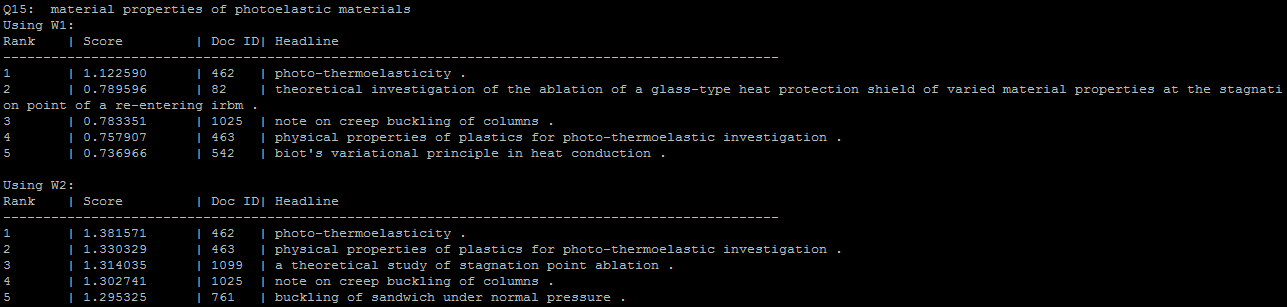 Q15:  material properties of photoelastic materials
Using W1:
Rank    | Score         | Doc ID| Headline
-------------------------------------------------------------------------------------------------
1       | 1.122590      | 462   | photo-thermoelasticity .
2       | 0.789596      | 82    | theoretical investigation of the ablation of a glass-type heat protection shield of varied material properties at the stagnati
on point of a re-entering irbm .
3       | 0.783351      | 1025  | note on creep buckling of columns .
4       | 0.757907      | 463   | physical properties of plastics for photo-thermoelastic investigation .
5       | 0.736966      | 542   | biot's variational principle in heat conduction .
Using W2:
Rank    | Score         | Doc ID| Headline
-------------------------------------------------------------------------------------------------
1       | 1.381571      | 462   | photo-thermoelasticity .
2       | 1.330329      | 463   | physical properties of plastics for photo-thermoelastic investigation .
3       | 1.314035      | 1099  | a theoretical study of stagnation point ablation .
4       | 1.302741      | 1025  | note on creep buckling of columns .
5       | 1.295325      | 761   | buckling of sandwich under normal pressure .